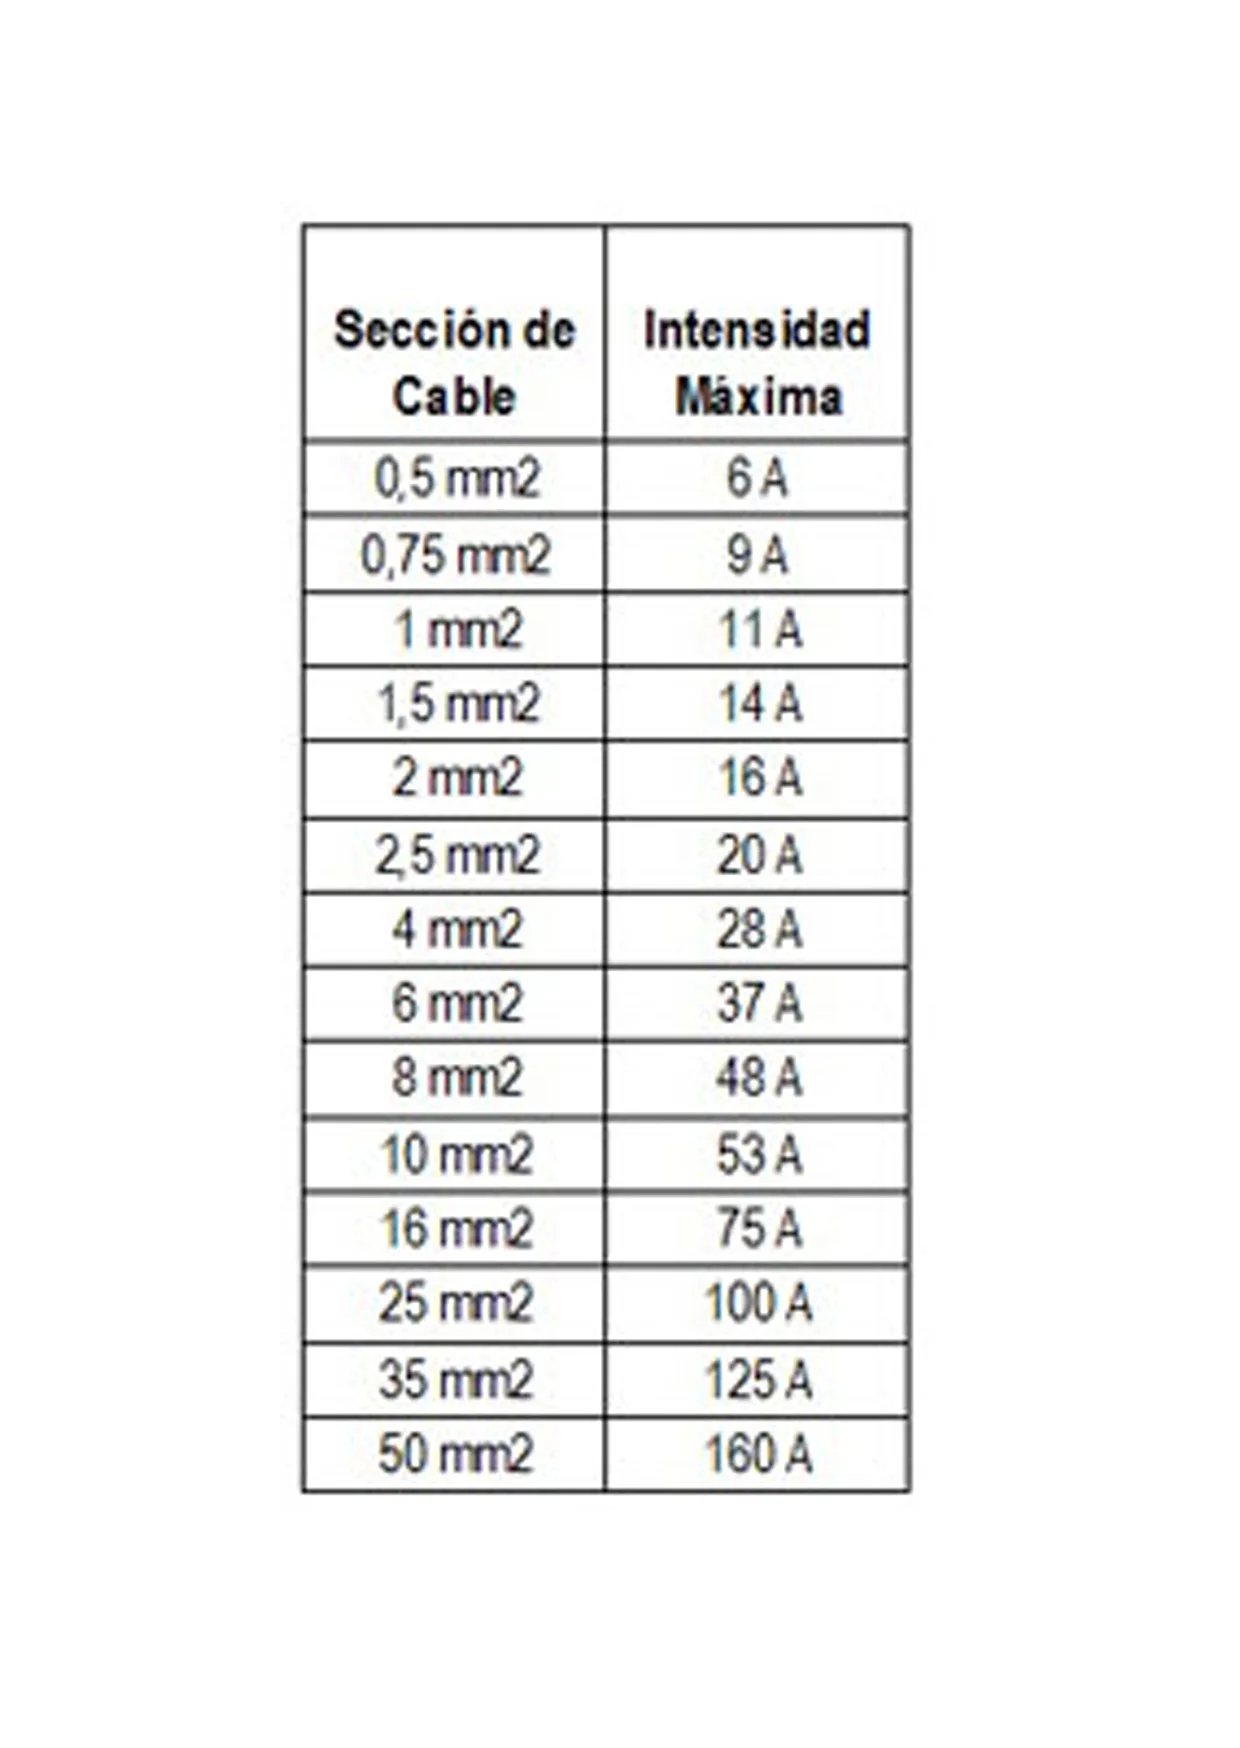 Sección de Intensidad
Cable Máxima
0,5 mm2 6 A
0,75 mm2 9 A
1 mm2 11 A
1,5 mm2 14 A
2 mm2 16 A
2,5 mm2 20 A
4 mm2 28 A
6 mm2 37 A
8 mm2 48 A
10 mm2 53 A
16 mm2 75 A
25 mm2 100 A
35 mm2 125 A
50 mm2 160 A